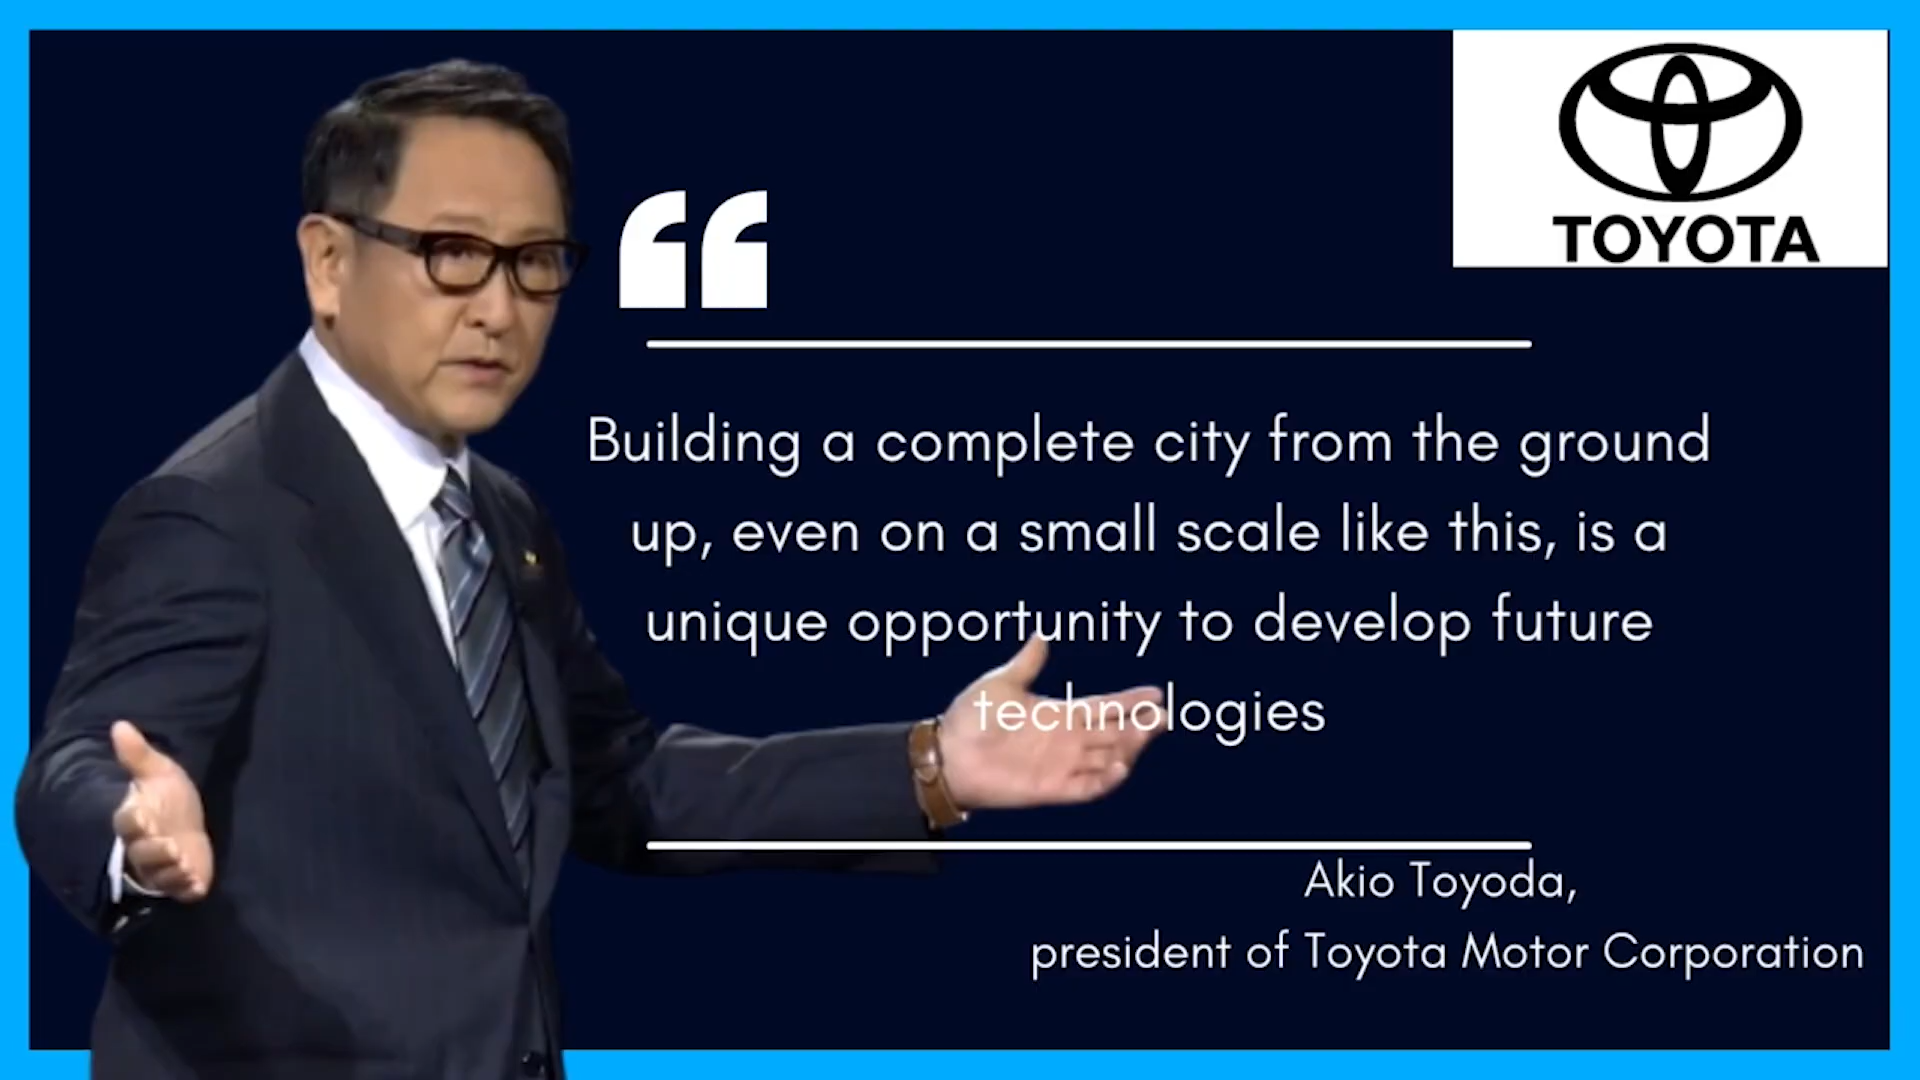 TOYOTA
Building a complete city from the ground
up, even on a small scale like this, is a
unique opportunity to develop future
technologies
Akio Toyoda,
president of Toyota Motor Corporation